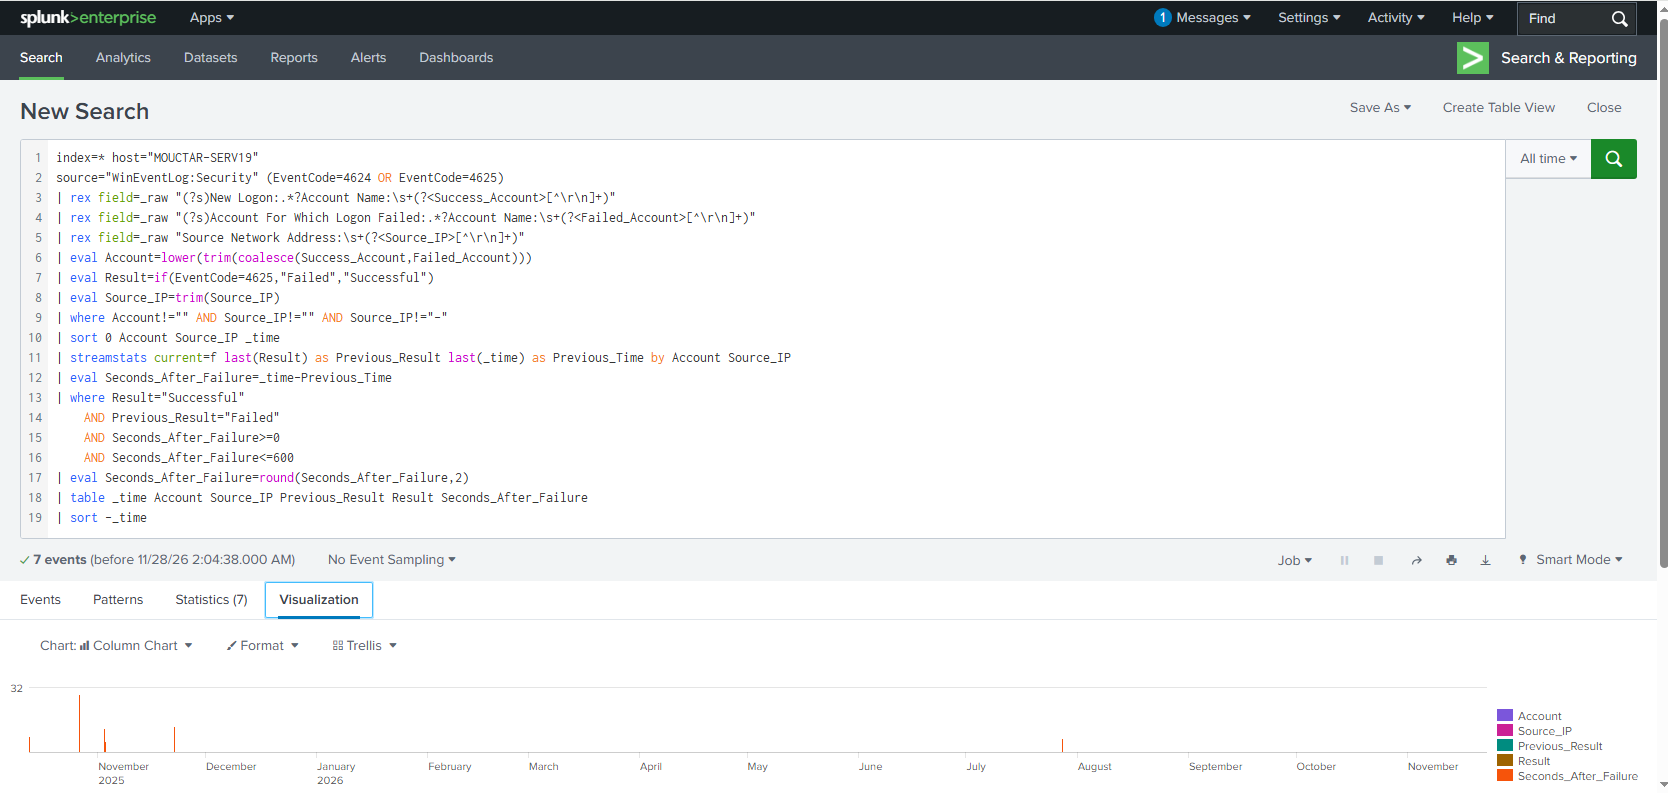 splunk>enterprise Apps 1 Messages Settings Activity Help Find
Search Analytics Datasets Reports Alerts Dashboards Search & Reporting
New Search Save As Create Table View Close
1 index=* host="MOUCTAR-SERV19" All time
2 source="WinEventLog:Security" (EventCode=4624 OR EventCode=4625)
3 | rex field=_raw "(?s)New Logon:.*?Account Name:\s+(?<Success_Account>[^\r\n]+)"
4 | rex field=_raw "(?s)Account For Which Logon Failed:.*?Account Name:\s+(?<Failed_Account>[^\r\n]+)"
5 | rex field=_raw "Source Network Address:\s+(?<Source_IP>[^\r\n]+)"
6 | eval Account=lower(trim(coalesce(Success_Account,Failed_Account)))
7 | eval Result=if(EventCode=4625,"Failed","Successful")
8 | eval Source_IP=trim(Source_IP)
9 | where Account!="" AND Source_IP!="" AND Source_IP!="-"
10 | sort 0 Account Source_IP _time
11 | streamstats current=f last(Result) as Previous_Result last(_time) as Previous_Time by Account Source_IP
12 | eval Seconds_After_Failure=_time-Previous_Time
13 | where Result="Successful"
14 AND Previous_Result="Failed"
15 AND Seconds_After_Failure>=0
16 AND Seconds_After_Failure<=600
17 | eval Seconds_After_Failure=round(Seconds_After_Failure,2)
18 | table _time Account Source_IP Previous_Result Result Seconds_After_Failure
19 | sort -_time
7 events (before 11/28/26 2:04:38.000 AM) No Event Sampling Job Smart Mode
Events Patterns Statistics (7) Visualization
Chart: Column Chart Format Trellis
32
Account
Source_IP
Previous_Result
Result
Seconds_After_Failure
November December January February March April May June July August September October November
2025 2026